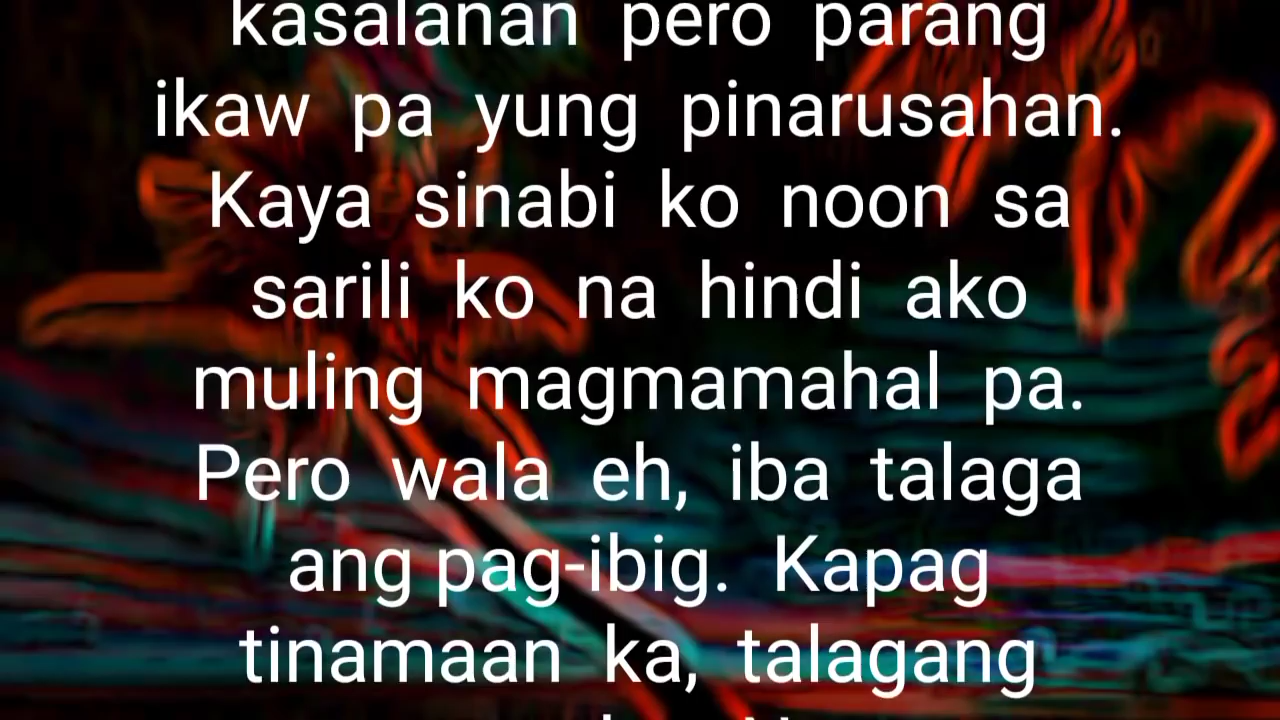 kasalanan pero parang
ikaw pa yung pinarusahan.
Kaya sinabi ko noon sa
sarili ko na hindi ako
muling magmamahal pa.
Pero wala eh, iba talaga
ang pag-ibig. Kapag
tinamaan ka, talagang